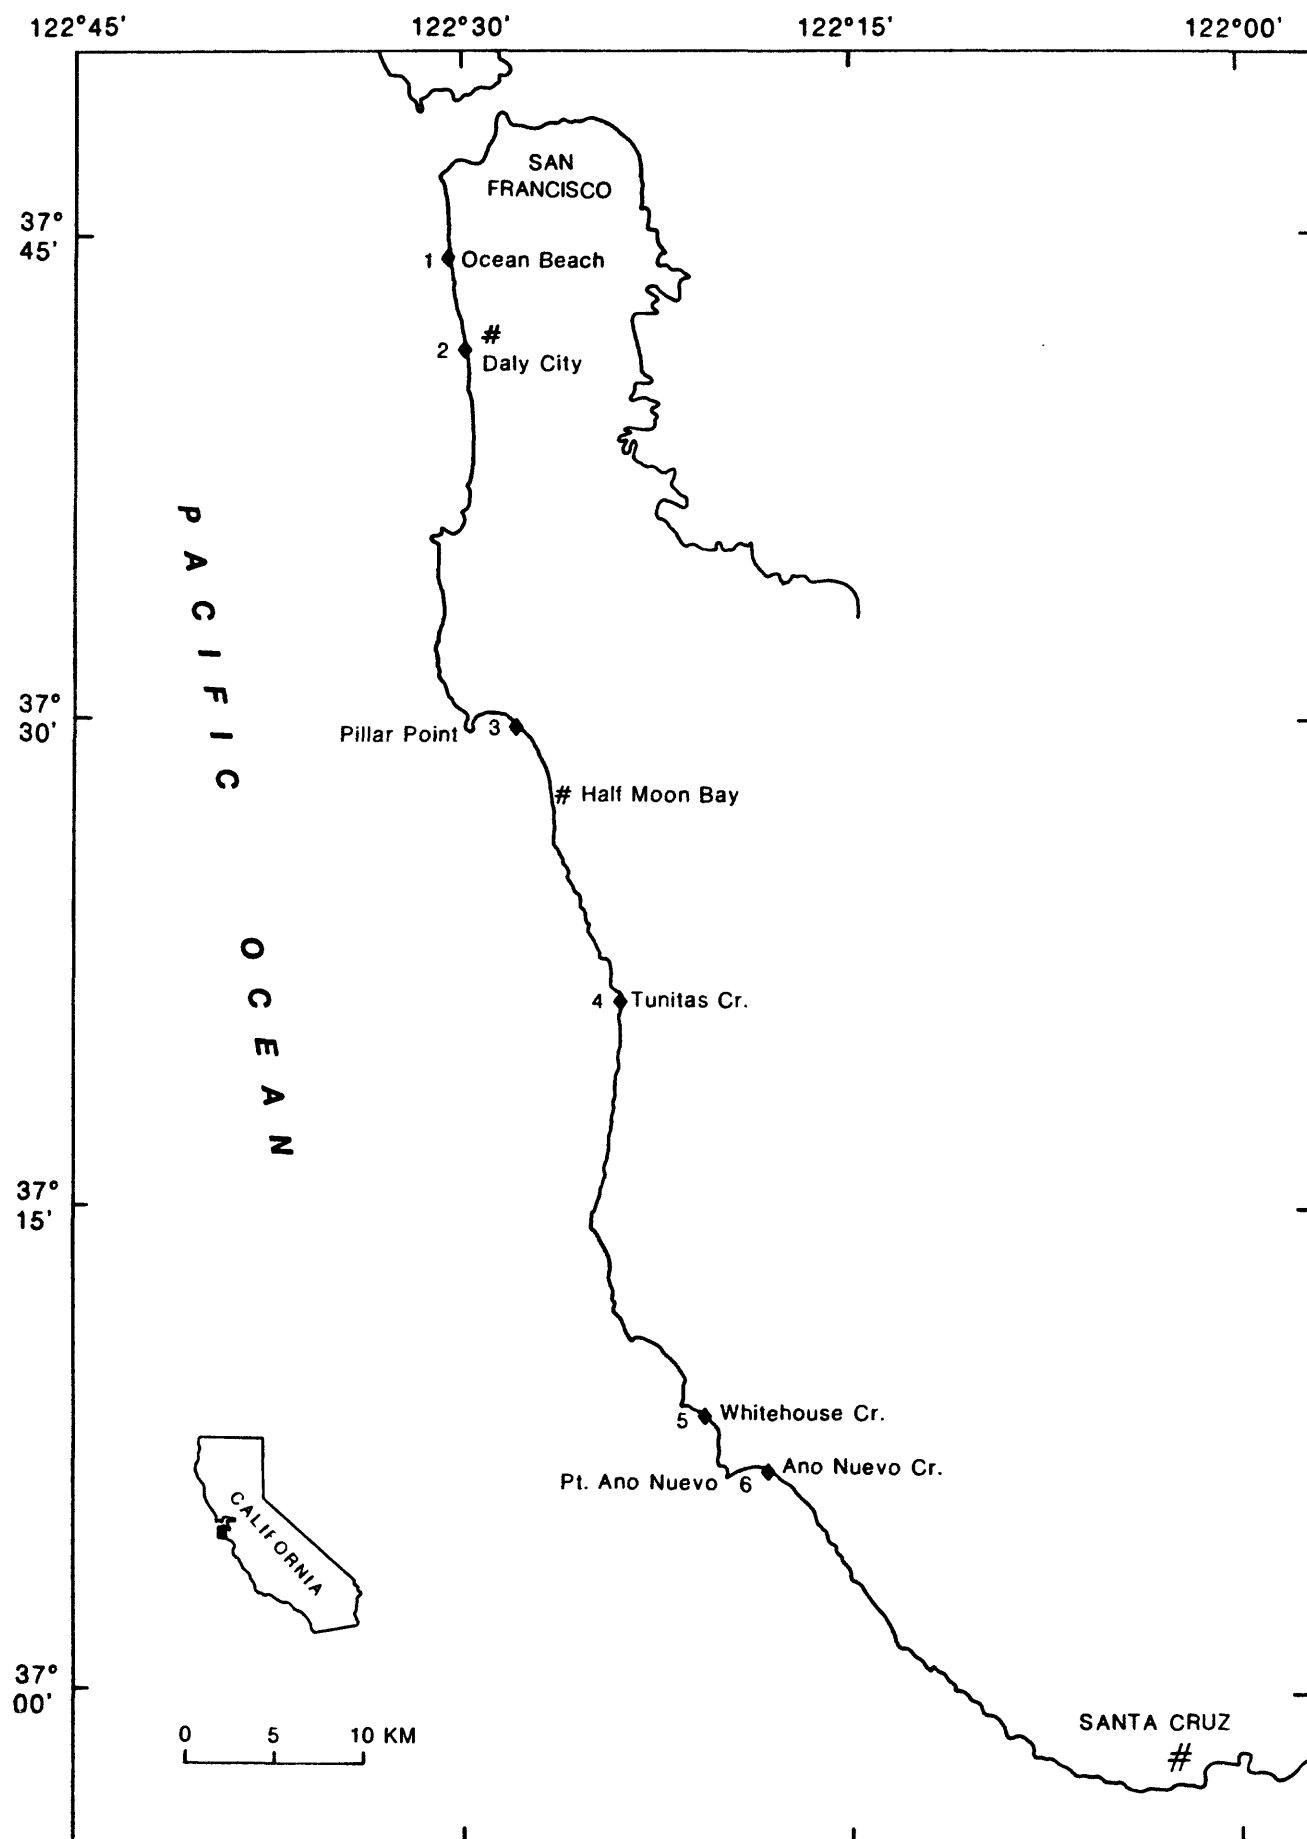 122°45' 122°30' 122°15' 122°00'
SAN
FRANCISCO
37°
45'
1 Ocean Beach
#
2 Daly City
PACIFIC
37°
30'
Pillar Point 3
# Half Moon Bay
OCEAN
4 Tunitas Cr.
37°
15'
5 Whitehouse Cr.
Pt. Ano Nuevo 6 Ano Nuevo Cr.
CALIFORNIA
37°
00'
0 5 10 KM
SANTA CRUZ
#